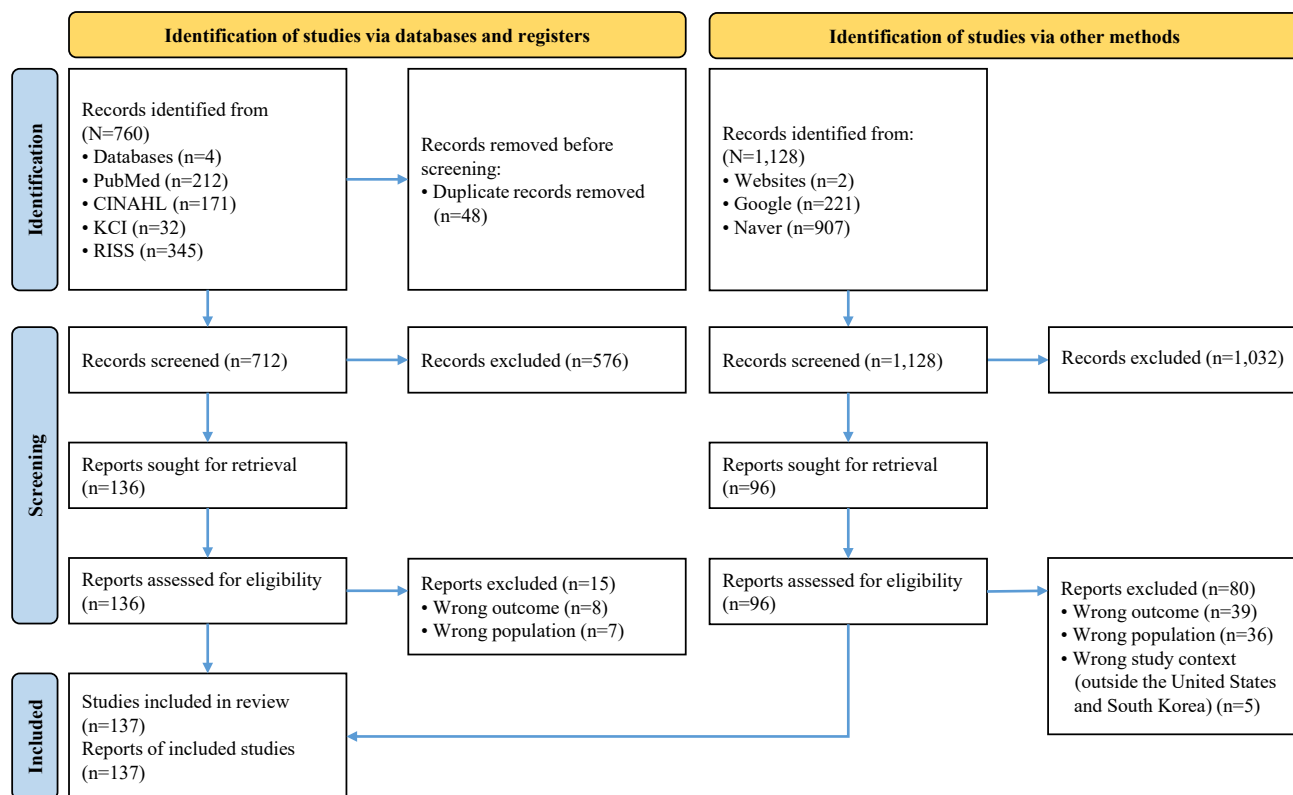 Identification of studies via databases and registers
Identification of studies via other methods
Identification
Records identified from
(N=760)
• Databases (n=4)
• PubMed (n=212)
• CINAHL (n=171)
• KCI (n=32)
• RISS (n=345)
Records removed before
screening:
• Duplicate records removed
(n=48)
Records identified from:
(N=1,128)
• Websites (n=2)
• Google (n=221)
• Naver (n=907)
Screening
Records screened (n=712)
Records excluded (n=576)
Records screened (n=1,128)
Records excluded (n=1,032)
Reports sought for retrieval
(n=136)
Reports sought for retrieval
(n=96)
Reports assessed for eligibility
(n=136)
Reports excluded (n=15)
• Wrong outcome (n=8)
• Wrong population (n=7)
Reports assessed for eligibility
(n=96)
Reports excluded (n=80)
• Wrong outcome (n=39)
• Wrong population (n=36)
• Wrong study context
(outside the United States
and South Korea) (n=5)
Included
Studies included in review
(n=137)
Reports of included studies
(n=137)